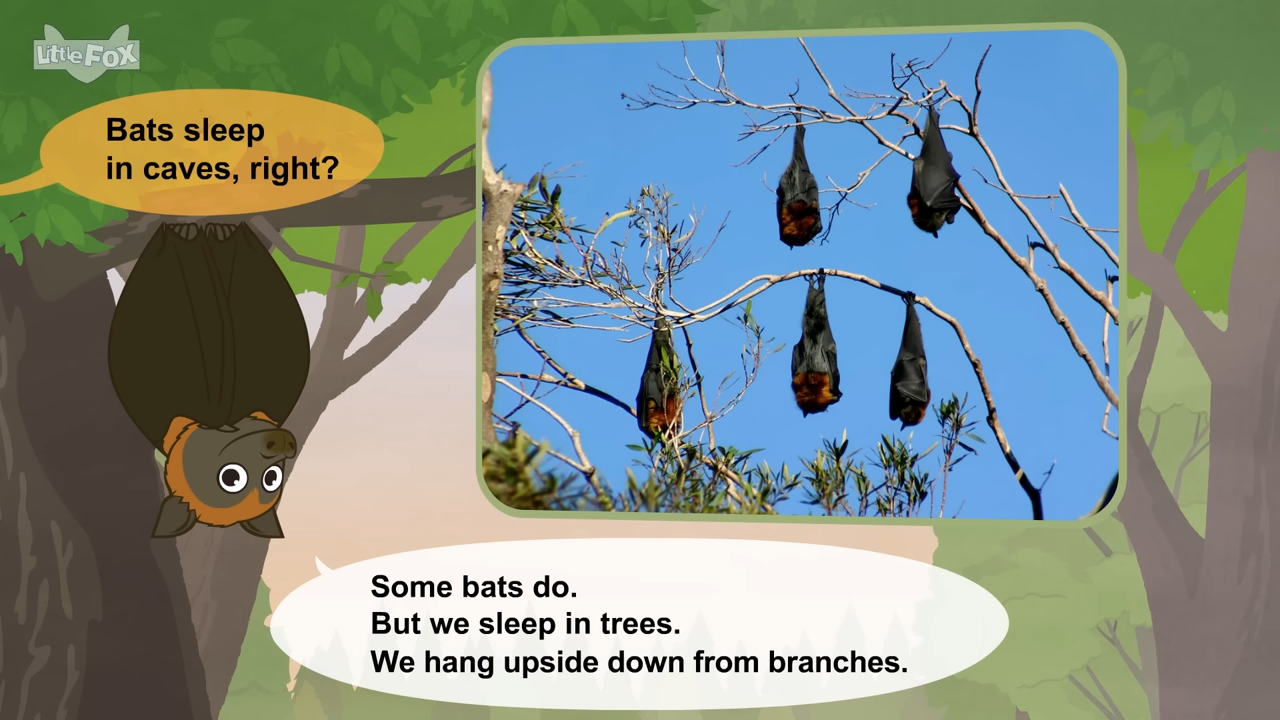 LITTLE FOX
Bats sleep
in caves, right?
Some bats do.
But we sleep in trees.
We hang upside down from branches.